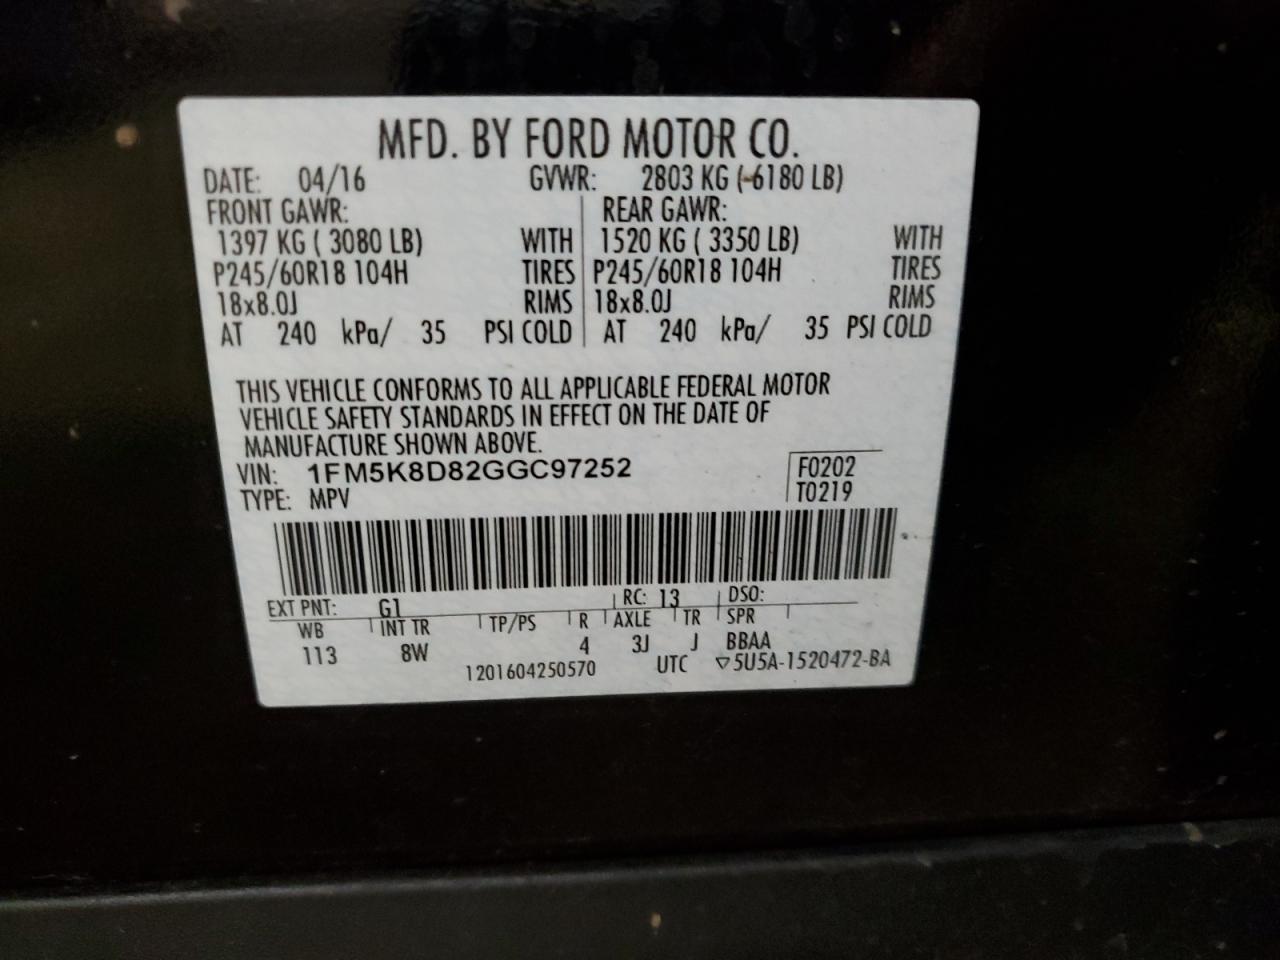 MFD. BY FORD MOTOR CO.
DATE: 04/16 GVWR: 2803 KG ( 6180 LB)
FRONT GAWR: REAR GAWR:
1397 KG ( 3080 LB) WITH 1520 KG ( 3350 LB) WITH
P245/60R18 104H TIRES P245/60R18 104H TIRES
18x8.0J RIMS 18x8.0J RIMS
AT 240 kPa/ 35 PSI COLD AT 240 kPa/ 35 PSI COLD
THIS VEHICLE CONFORMS TO ALL APPLICABLE FEDERAL MOTOR
VEHICLE SAFETY STANDARDS IN EFFECT ON THE DATE OF
MANUFACTURE SHOWN ABOVE.
VIN: 1FM5K8D82GGC97252 F0202
TYPE: MPV T0219
EXT PNT: G1 RC: 13 DSO:
WB INT TR TP/PS R AXLE TR SPR
113 8W 4 3J J BBAA
1201604250570 UTC ▽5U5A-1520472-BA